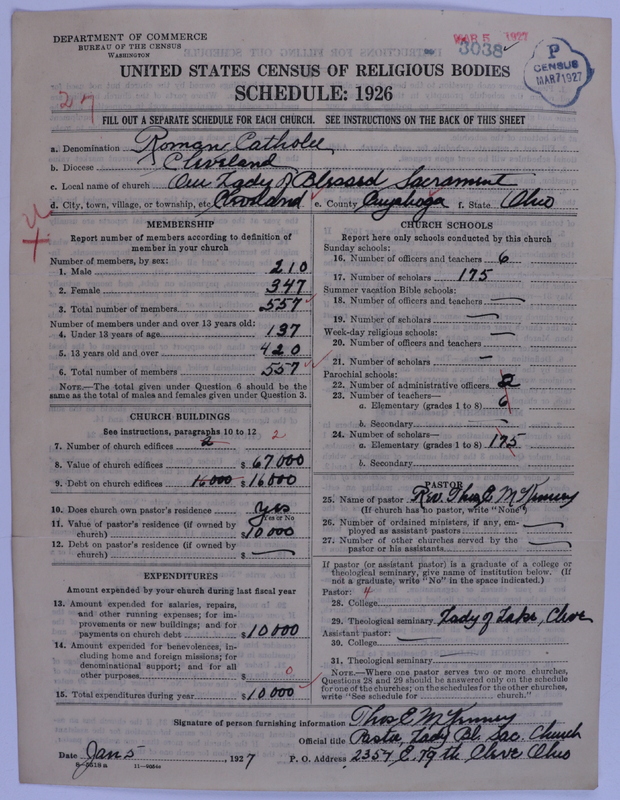 DEPARTMENT OF COMMERCE
BUREAU OF THE CENSUS
WASHINGTON
MAR 5 1927
3038
P
CENSUS
MAR 7 1927
UNITED STATES CENSUS OF RELIGIOUS BODIES
SCHEDULE: 1926
27
FILL OUT A SEPARATE SCHEDULE FOR EACH CHURCH. SEE INSTRUCTIONS ON THE BACK OF THIS SHEET
a. Denomination Roman Catholic
b. Diocese Cleveland
c. Local name of church Our Lady of Blessed Sacrament
d. City, town, village, or township, etc. Cleveland e. County Cuyahoga f. State Ohio
MEMBERSHIP
Report number of members according to definition of
member in your church
Number of members, by sex:
1. Male 210
2. Female 347
3. Total number of members 557
Number of members under and over 13 years old:
4. Under 13 years of age 137
5. 13 years old and over 420
6. Total number of members 557
NOTE.—The total given under Question 6 should be
same as the total of males and females given under Question 3.
CHURCH BUILDINGS
See instructions, paragraphs 10 to 12
7. Number of church edifices 2 2
8. Value of church edifices $67000
9. Debt on church edifices 16000 $16000
10. Does church own pastor's residence? yes
Yes or No
11. Value of pastor's residence (if owned by
church) $10000
12. Debt on pastor's residence (if owned by
church) $ —
EXPENDITURES
Amount expended by your church during last fiscal year
13. Amount expended for salaries, repairs,
and other running expenses; for im-
provements or new buildings; and for
payments on church debt $10000
14. Amount expended for benevolences, in-
cluding home and foreign missions; for
denominational support; and for all
other purposes $ 0
15. Total expenditures during year $10000
CHURCH SCHOOLS
Report here only schools conducted by this church
Sunday schools:
16. Number of officers and teachers 6
17. Number of scholars 175
Summer vacation Bible schools:
18. Number of officers and teachers —
19. Number of scholars —
Week-day religious schools: —
20. Number of officers and teachers
21. Number of scholars —
Parochial schools:
22. Number of administrative officers 2
23. Number of teachers—
a. Elementary (grades 1 to 8) 6
b. Secondary —
24. Number of scholars—
a. Elementary (grades 1 to 8) 175
b. Secondary
PASTOR
25. Name of pastor Rev. Thos E. McKinney
(If church has no pastor, write "None")
26. Number of ordained ministers, if any, em-
ployed as assistant pastors —
27. Number of other churches served by the
pastor or his assistants —
If pastor (or assistant pastor) is a graduate of a college or
theological seminary, give name of institution below. (If
not a graduate, write "No" in the space indicated.)
Pastor: 4
28. College
29. Theological seminary Lady of Lake, Cleve
Assistant pastor:
30. College —
31. Theological seminary
NOTE.—Where one pastor serves two or more churches,
Questions 28 and 29 should be answered only on the schedule
for one of the churches; on the schedules for the other churches,
write "See schedule for church."
Signature of person furnishing information Thos E McKinney
Official title Pastor, Lady Bl. Sac. Church
Date Jan 5, 1927 P. O. Address 2357 E. 79th Cleve Ohio